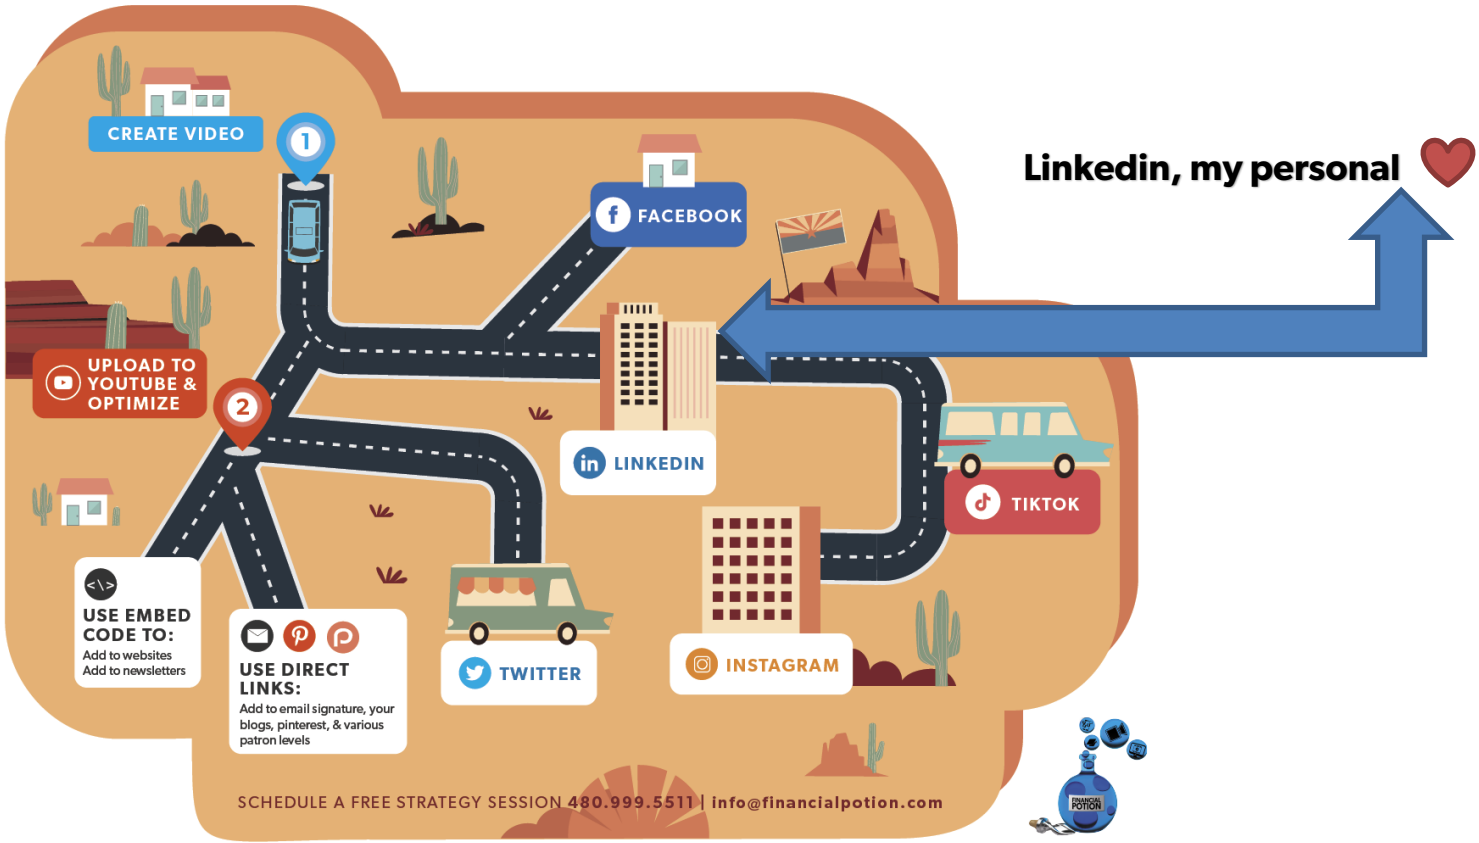 CREATE VIDEO
1
FACEBOOK
Linkedin, my personal
UPLOAD TO
YOUTUBE &
OPTIMIZE
2
LINKEDIN
TIKTOK
</>
USE EMBED
CODE TO:
Add to websites
Add to newsletters
USE DIRECT
LINKS:
Add to email signature, your
blogs, pinterest, & various
patron levels
TWITTER
INSTAGRAM
FINANCIAL
POTION
SCHEDULE A FREE STRATEGY SESSION 480.999.5511 | info@financialpotion.com